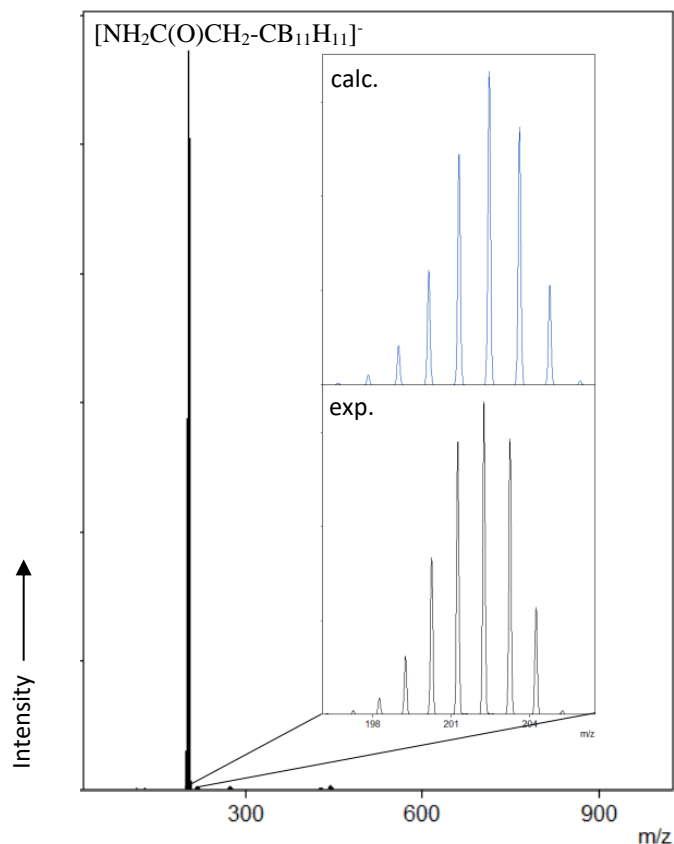 [NH₂C(O)CH₂-CB₁₁H₁₁]⁻
calc.
exp.
198 201 204
m/z
Intensity
300 600 900
m/z